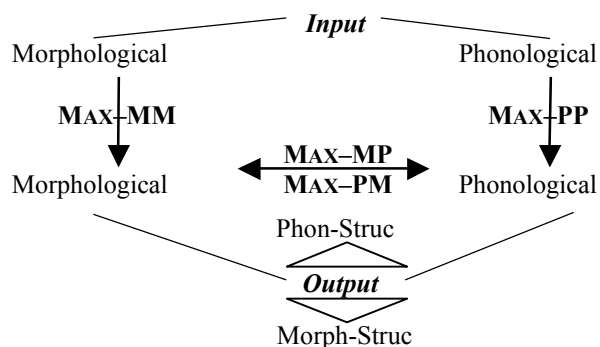 Input
Morphological Phonological
MAX–MM MAX–PP
MAX–MP
MAX–PM
Morphological Phonological
Phon-Struc
Output
Morph-Struc